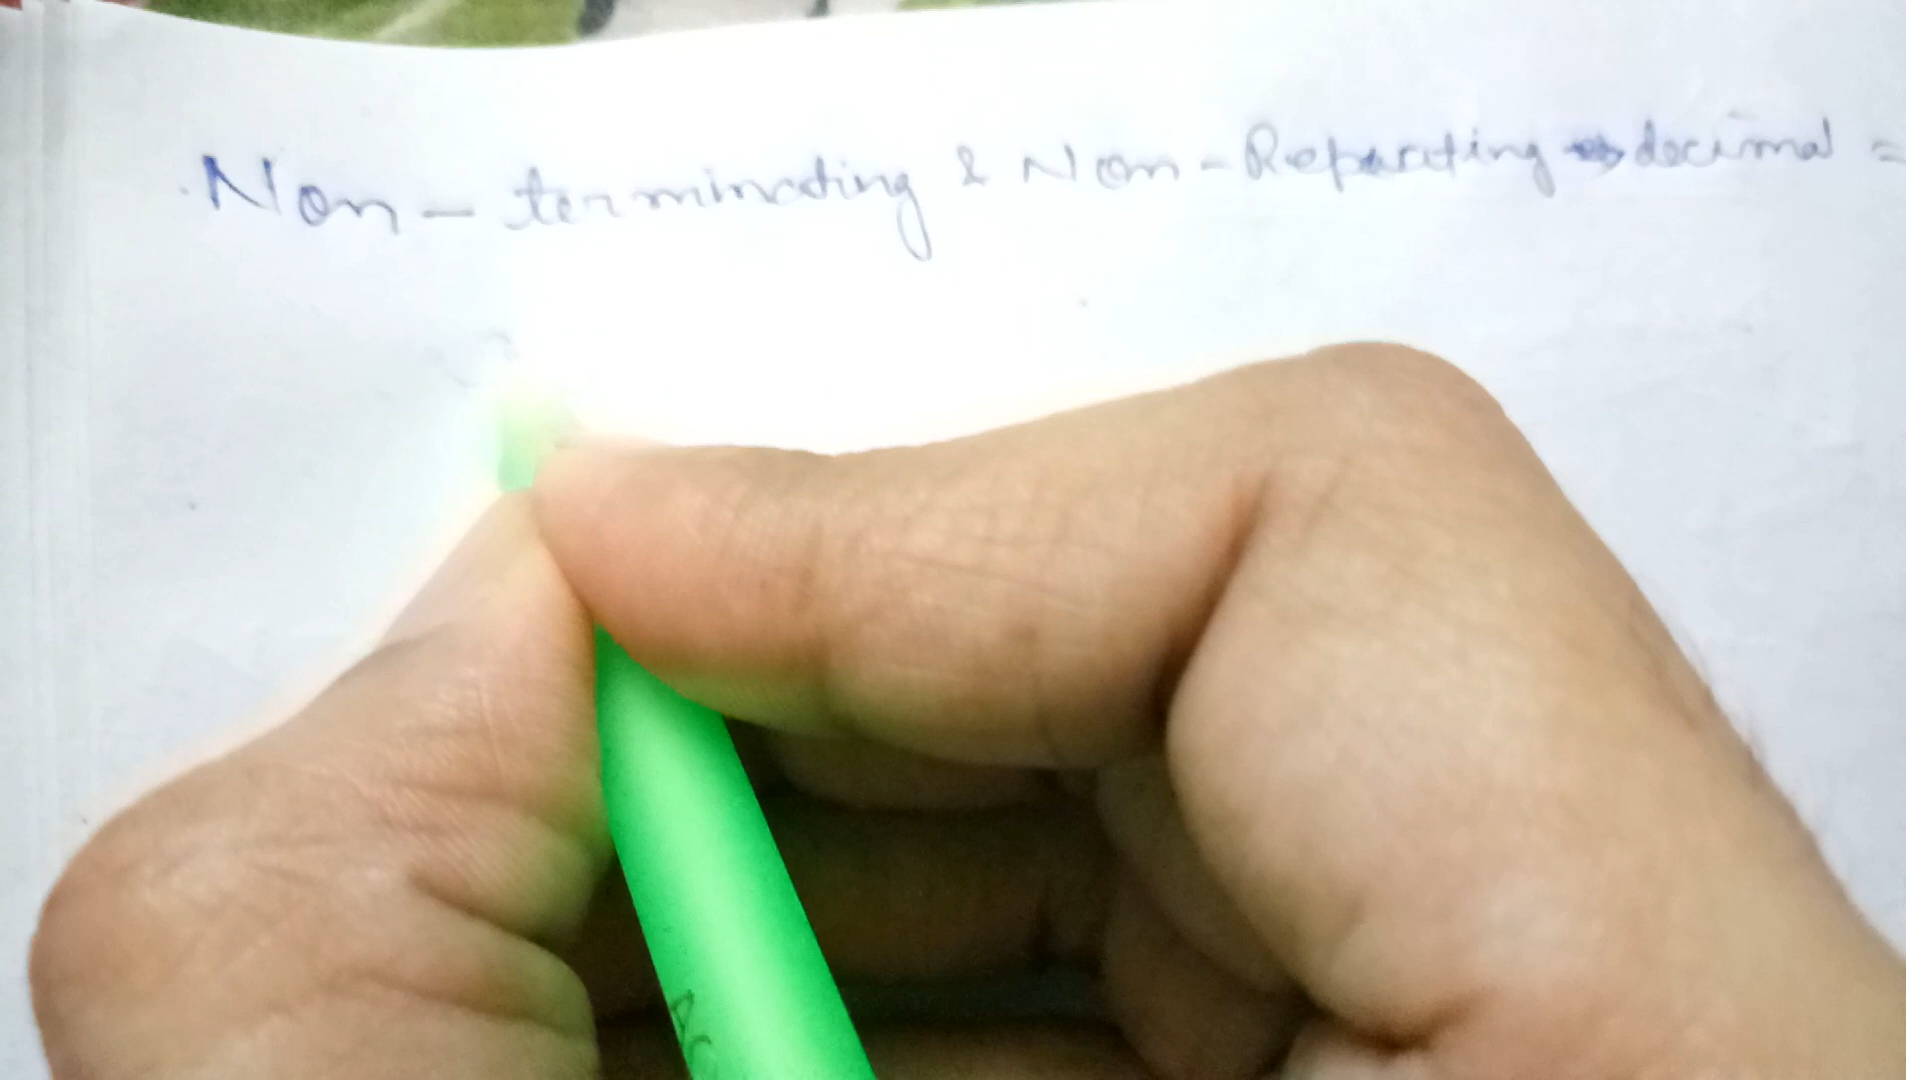 Non - terminating & Non - Repeating decimal =